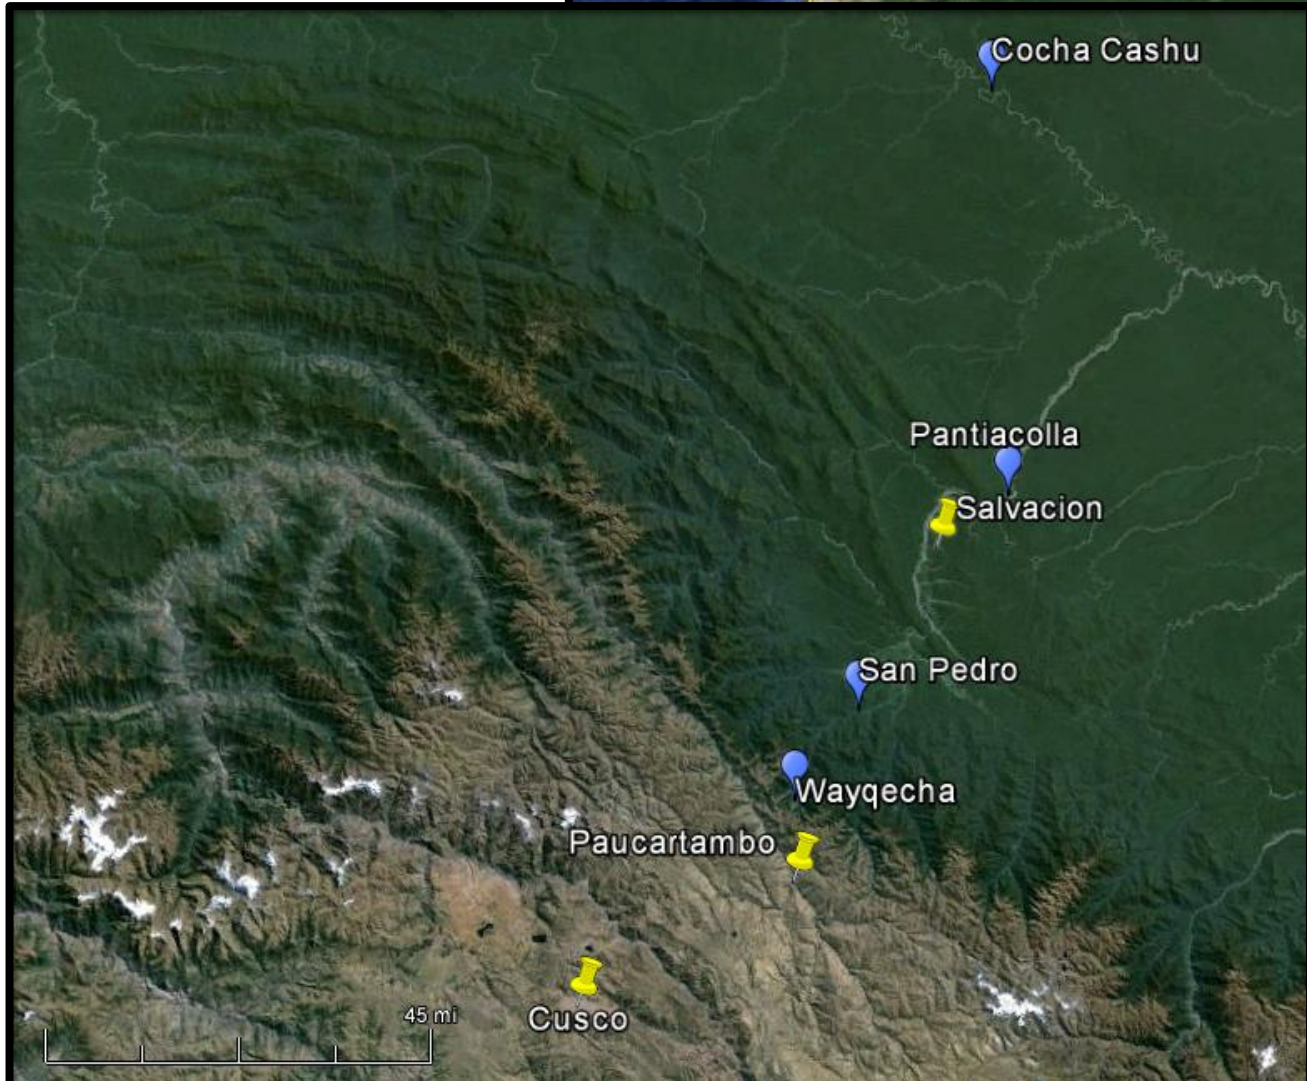 Cocha Cashu
Pantiacolla
Salvacion
San Pedro
Wayqecha
Paucartambo
45 mi
Cusco